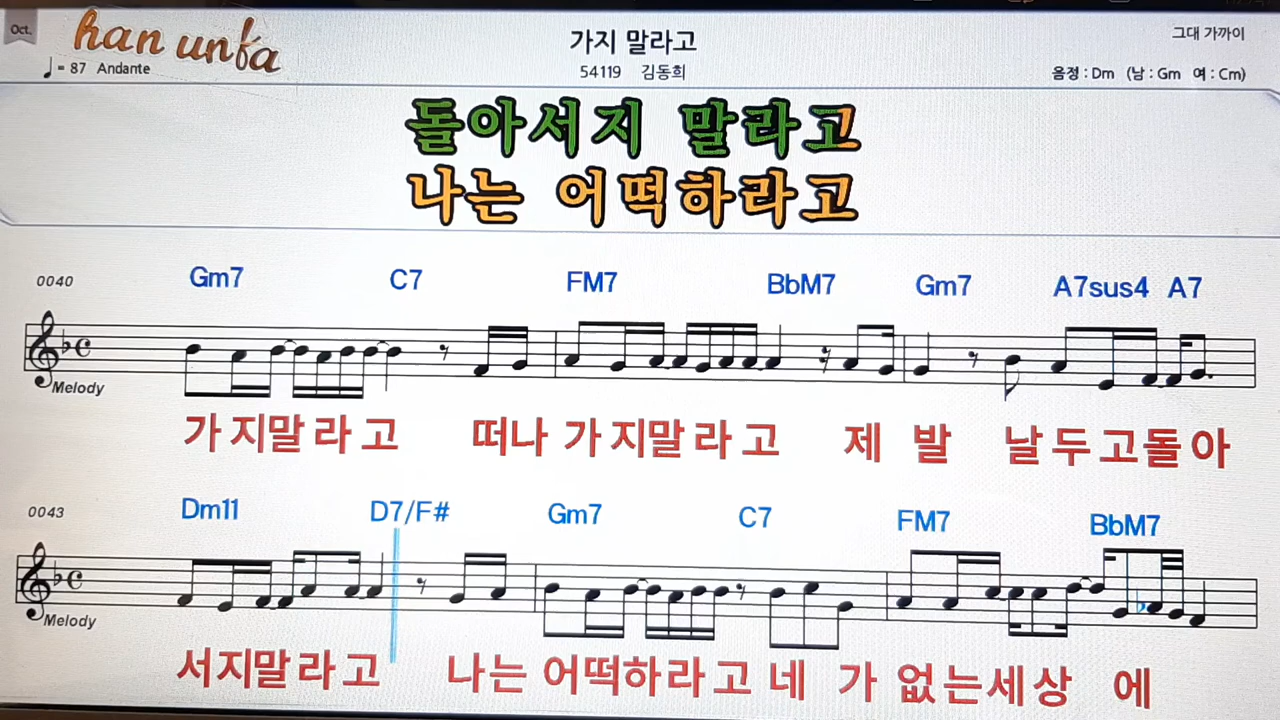 Oct.
han unfa
♩= 87 Andante
가지 말라고
54119 김동희
그대 가까이
음정 : Dm (남 : Gm 여 : Cm)
돌아서지 말라고
나는 어떡하라고
0040 Gm7 C7 FM7 BbM7 Gm7 A7sus4 A7
Melody
가 지말 라 고 떠나 가 지말 라 고 제 발 날 두 고돌 아
0043 Dm11 D7/F# Gm7 C7 FM7 BbM7
Melody
서지말 라 고 나는 어떡하 라 고 네 가 없 는세 상 에